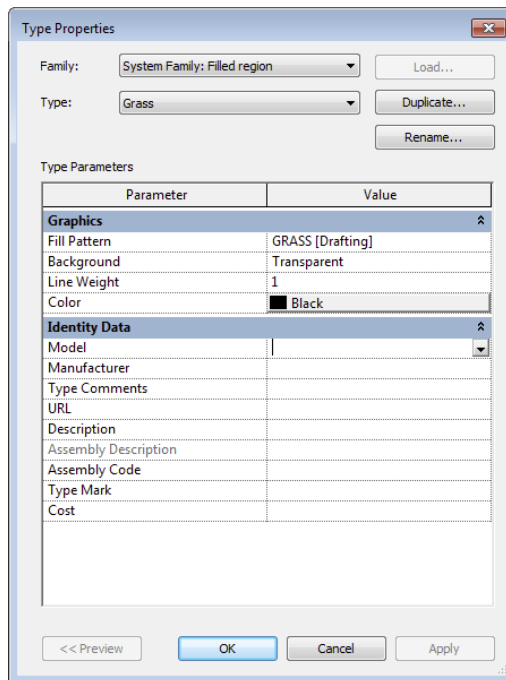 Type Properties
Family: System Family: Filled region Load...
Type: Grass Duplicate...
Rename...
Type Parameters
Parameter Value
Graphics
Fill Pattern GRASS [Drafting]
Background Transparent
Line Weight 1
Color Black
Identity Data
Model
Manufacturer
Type Comments
URL
Description
Assembly Description
Assembly Code
Type Mark
Cost
<< Preview OK Cancel Apply